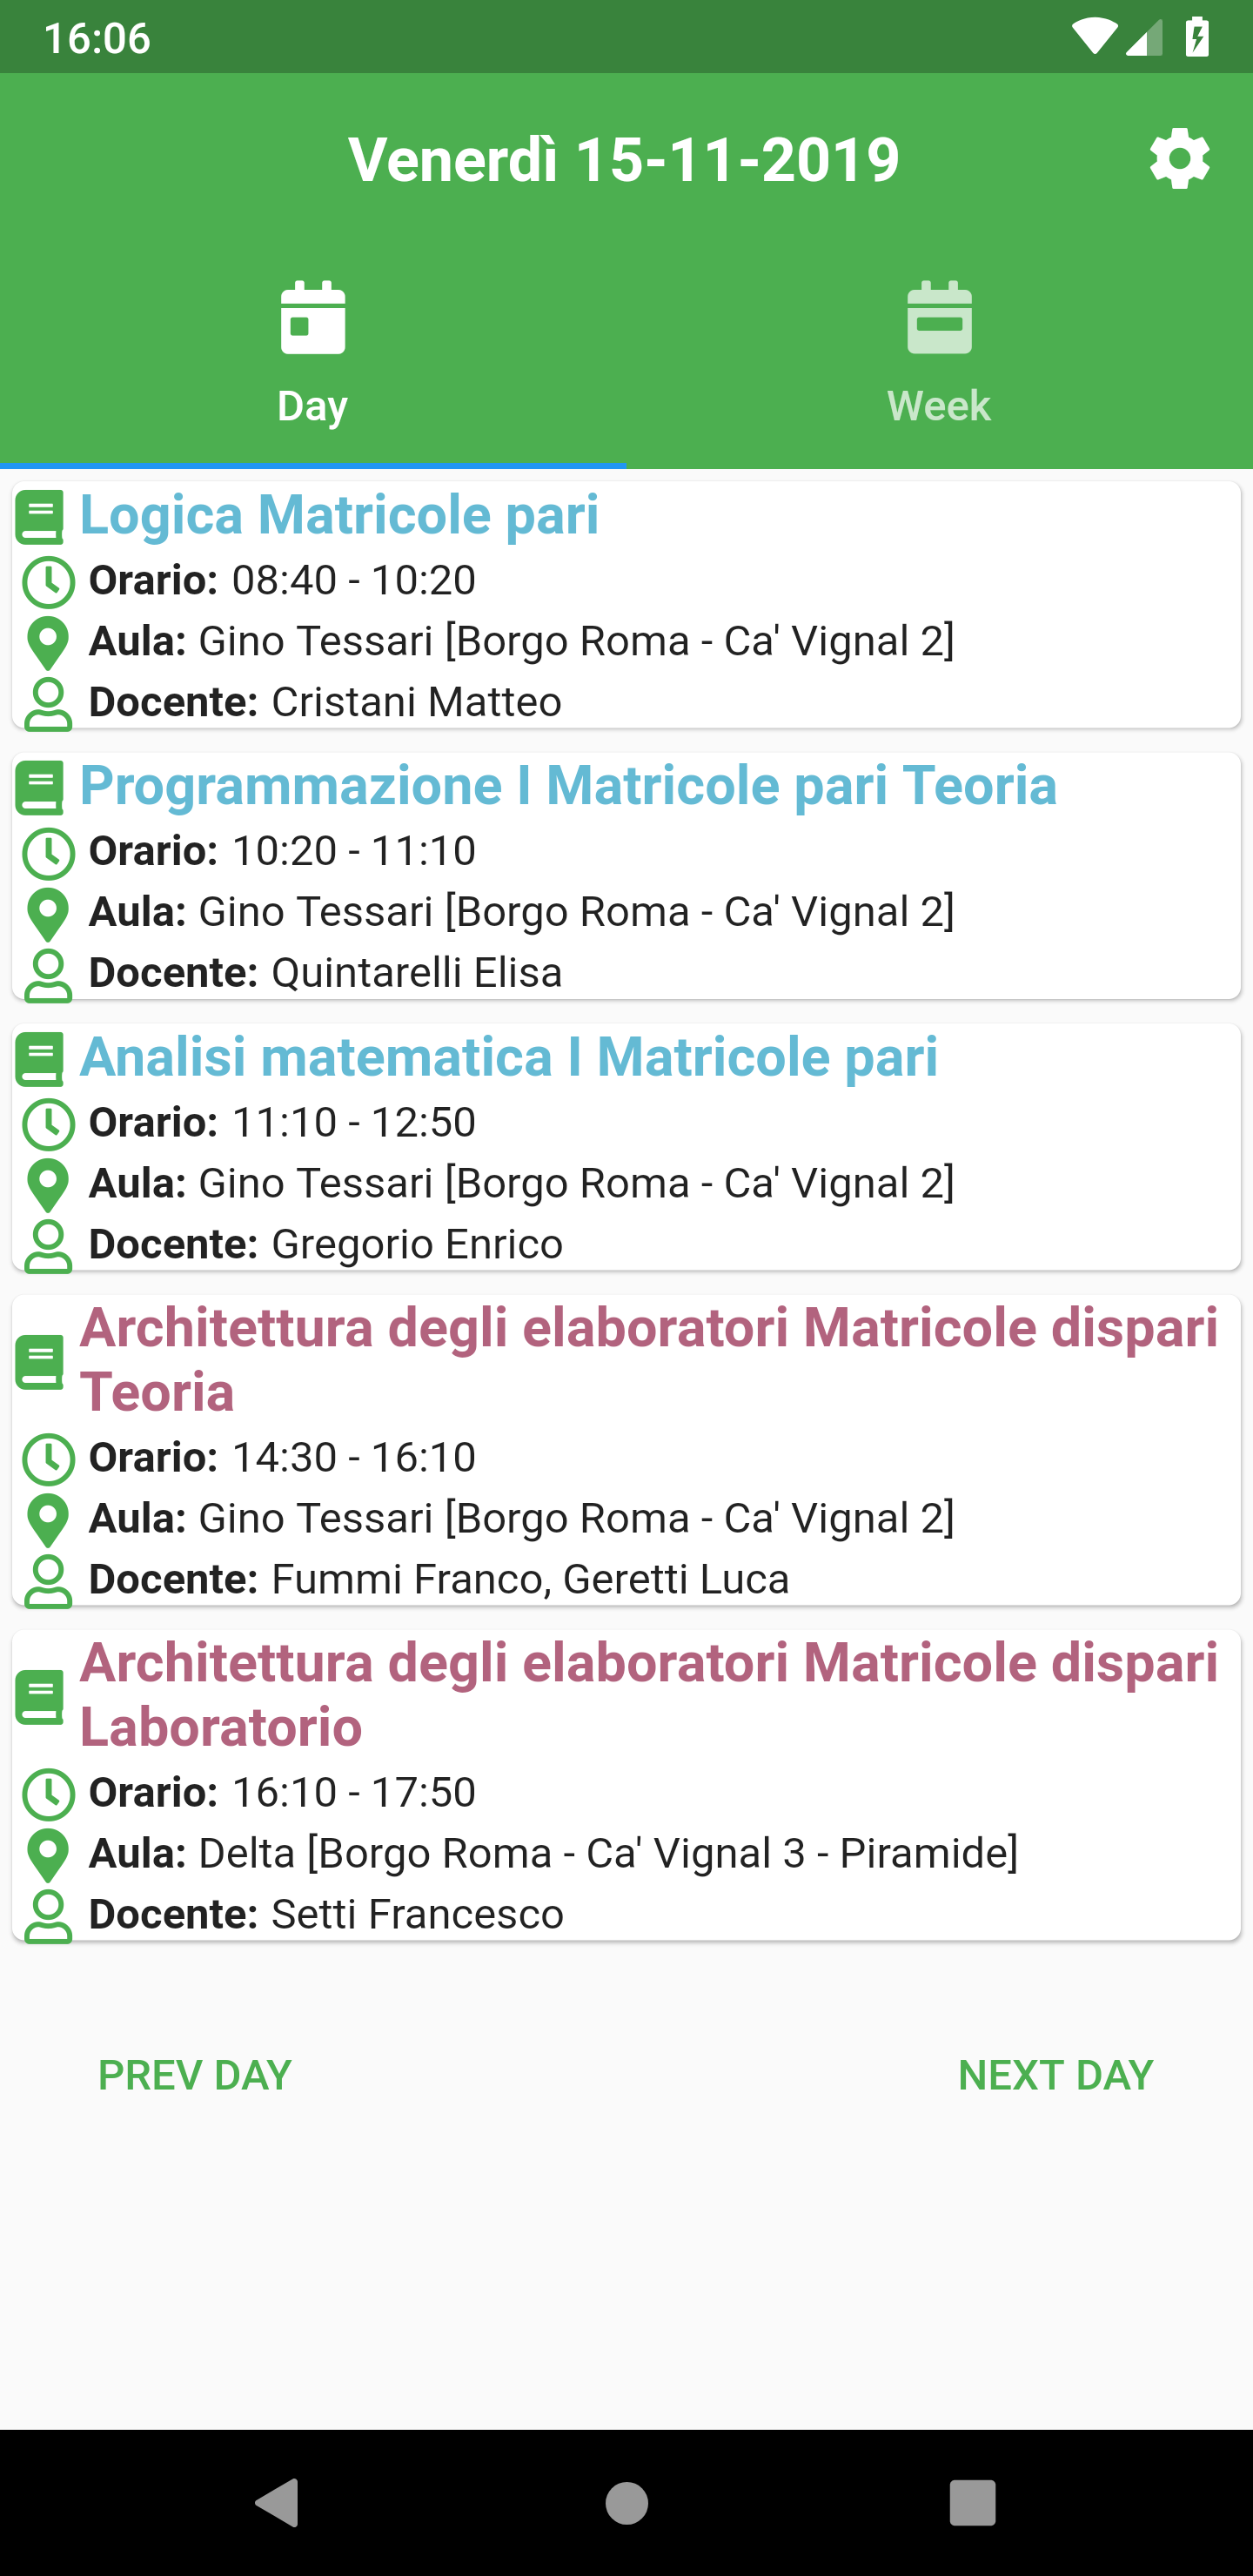 16:06
Venerdì 15-11-2019
Day
Week
Logica Matricole pari
Orario: 08:40 - 10:20
Aula: Gino Tessari [Borgo Roma - Ca' Vignal 2]
Docente: Cristani Matteo
Programmazione I Matricole pari Teoria
Orario: 10:20 - 11:10
Aula: Gino Tessari [Borgo Roma - Ca' Vignal 2]
Docente: Quintarelli Elisa
Analisi matematica I Matricole pari
Orario: 11:10 - 12:50
Aula: Gino Tessari [Borgo Roma - Ca' Vignal 2]
Docente: Gregorio Enrico
Architettura degli elaboratori Matricole dispari
Teoria
Orario: 14:30 - 16:10
Aula: Gino Tessari [Borgo Roma - Ca' Vignal 2]
Docente: Fummi Franco, Geretti Luca
Architettura degli elaboratori Matricole dispari
Laboratorio
Orario: 16:10 - 17:50
Aula: Delta [Borgo Roma - Ca' Vignal 3 - Piramide]
Docente: Setti Francesco
PREV DAY
NEXT DAY